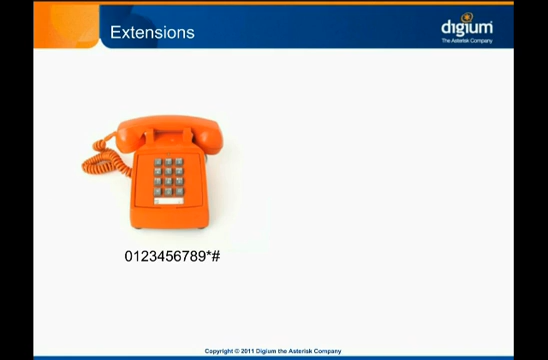 Extensions
digium
The Asterisk Company
0123456789*#
Copyright © 2011 Digium the Asterisk Company